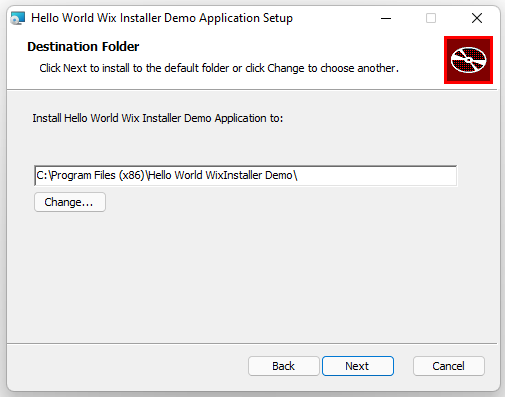 Hello World Wix Installer Demo Application Setup
Destination Folder
Click Next to install to the default folder or click Change to choose another.
Install Hello World Wix Installer Demo Application to:
C:\Program Files (x86)\Hello World WixInstaller Demo\
Change...
Back Next Cancel